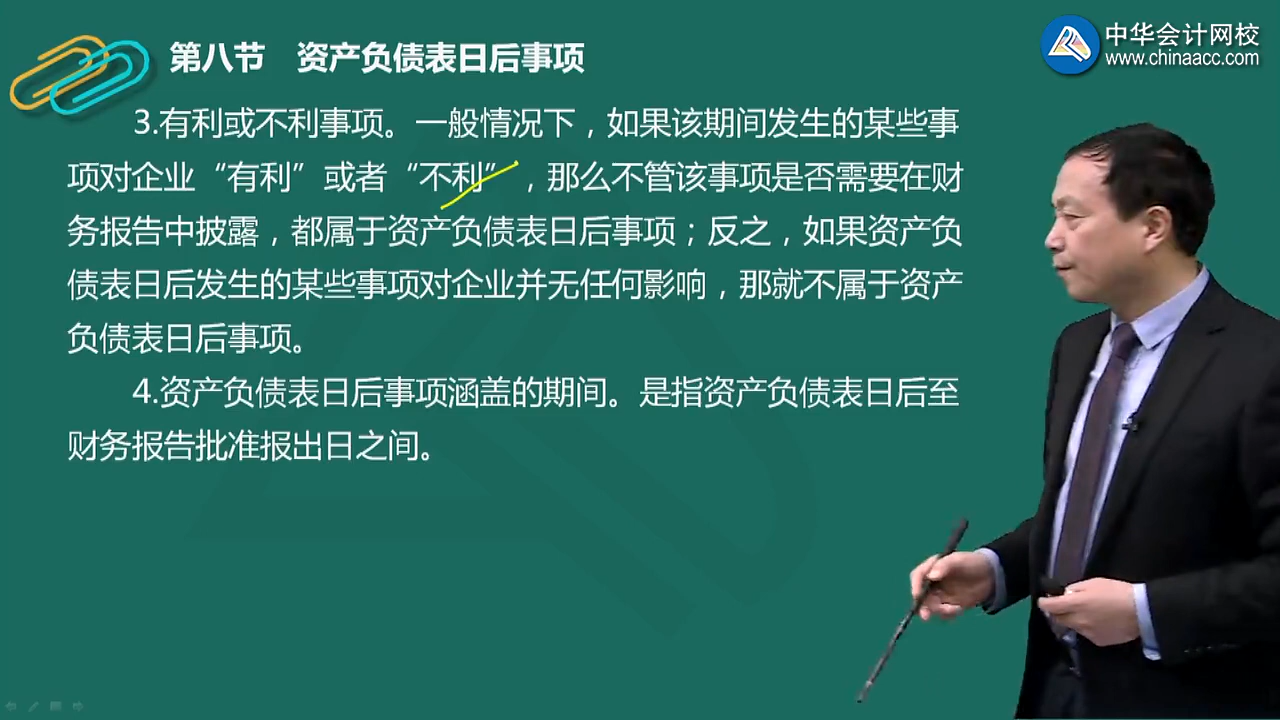 第八节 资产负债表日后事项
中华会计网校
www.chinaacc.com
3.有利或不利事项。一般情况下，如果该期间发生的某些事
项对企业“有利”或者“不利”，那么不管该事项是否需要在财
务报告中披露，都属于资产负债表日后事项；反之，如果资产负
债表日后发生的某些事项对企业并无任何影响，那就不属于资产
负债表日后事项。
4.资产负债表日后事项涵盖的期间。是指资产负债表日后至
财务报告批准报出日之间。